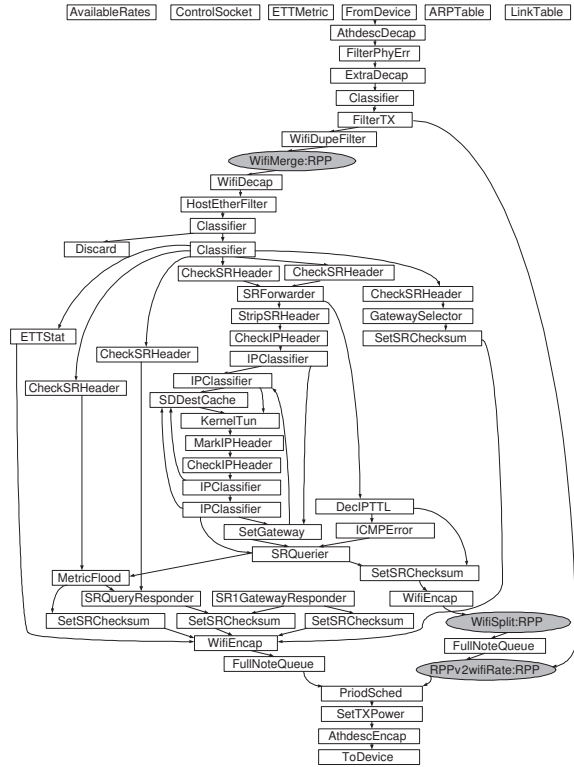 AvailableRates ControlSocket ETTMetric FromDevice ARPTable LinkTable
AthdescDecap
FilterPhyErr
ExtraDecap
Classifier
FilterTX
WifiDupeFilter
WifiMerge:RPP
WifiDecap
HostEtherFilter
Classifier
Discard Classifier
CheckSRHeader CheckSRHeader
SRForwarder CheckSRHeader
StripSRHeader GatewaySelector
ETTStat CheckIPHeader SetSRChecksum
CheckSRHeader IPClassifier
CheckSRHeader IPClassifier
SDDestCache
KernelTun
MarkIPHeader
CheckIPHeader
IPClassifier
IPClassifier DecIPTTL
SetGateway ICMPError
SRQuerier
MetricFlood SetSRChecksum
SRQueryResponder SR1GatewayResponder WifiEncap
SetSRChecksum SetSRChecksum SetSRChecksum WifiSplit:RPP
WifiEncap FullNoteQueue
FullNoteQueue RPPv2wifiRate:RPP
PriodSched
SetTXPower
AthdescEncap
ToDevice